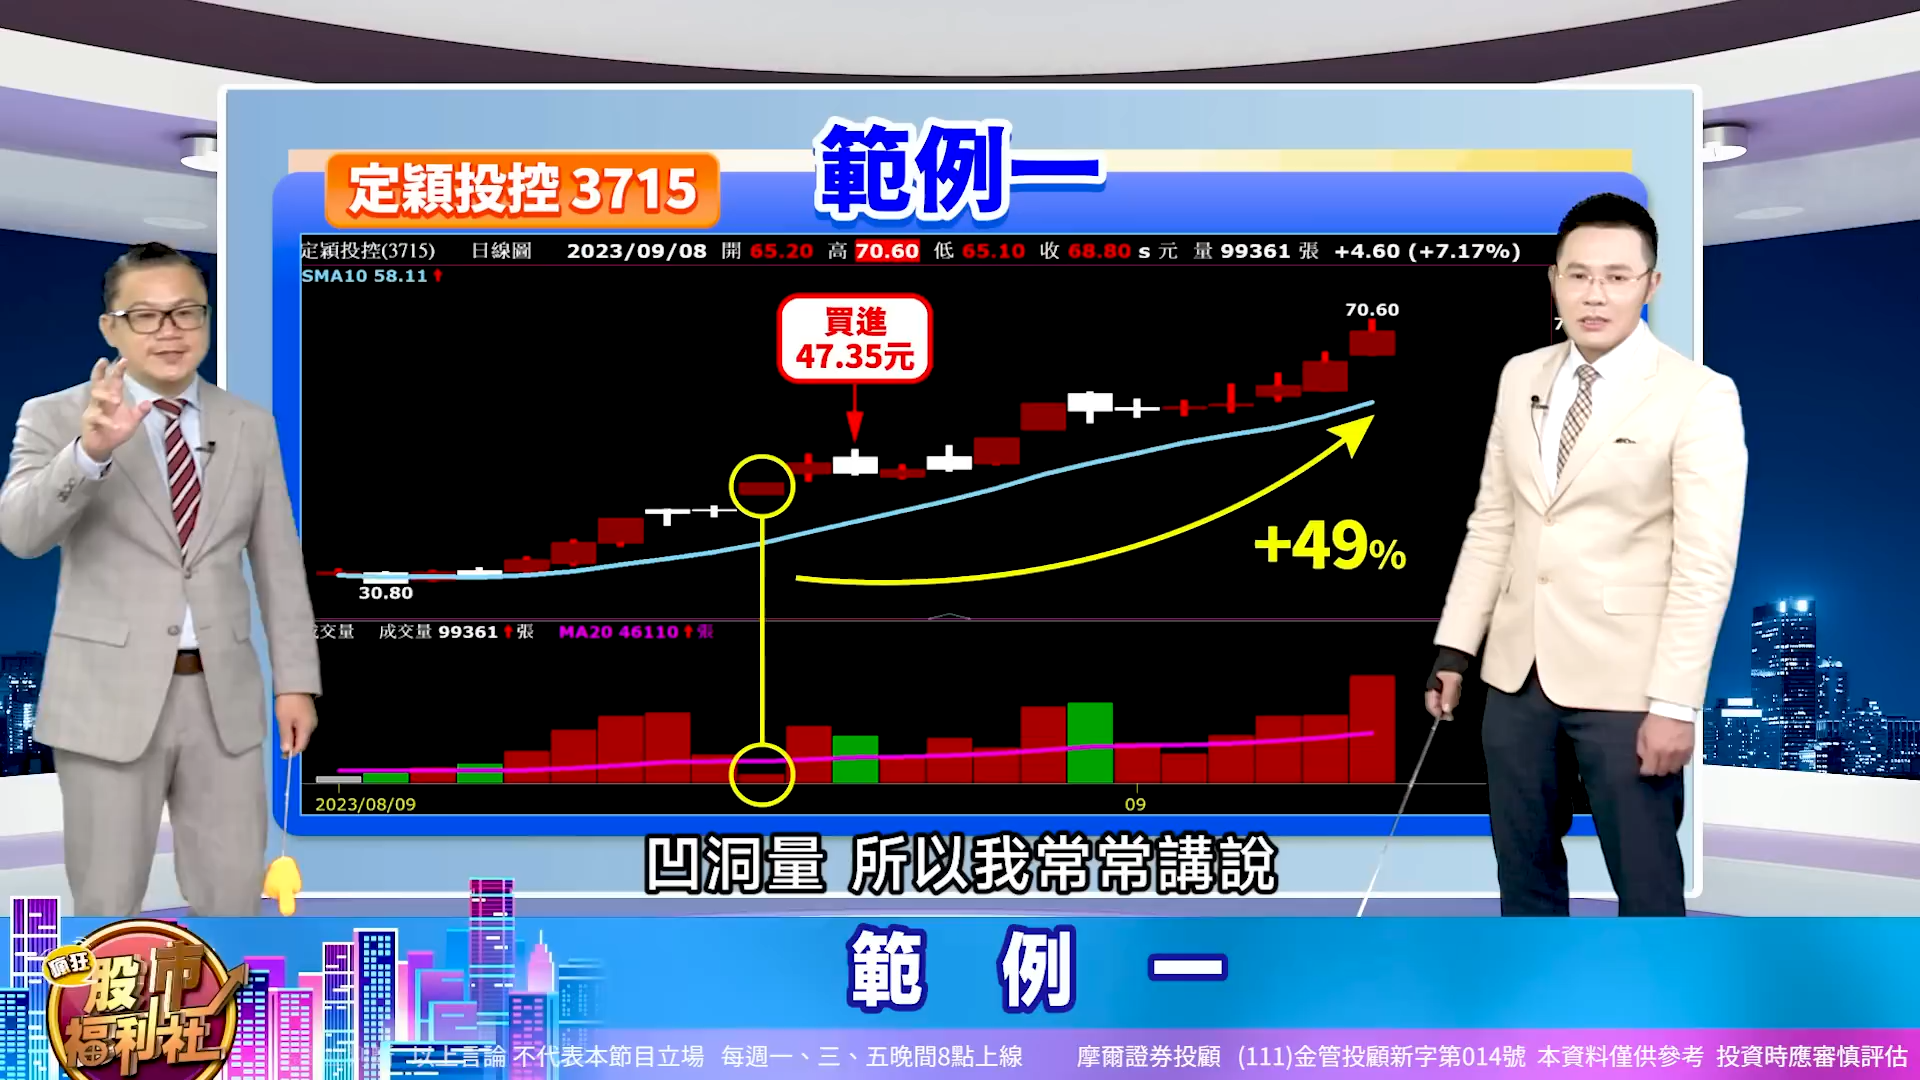 範例一
定穎投控 3715
定穎投控(3715) 日線圖 2023/09/08 開 65.20 高 70.60 低 65.10 收 68.80 s 元 量 99361 張 +4.60 (+7.17%)
SMA10 58.11
買進
47.35元
70.60
+49%
30.80
成交量 成交量 99361 張 MA20 46110 張
2023/08/09
09
凹洞量 所以我常常講說
範例一
瘋狂
股市
福利社
以上言論 不代表本節目立場 每週一、三、五晚間8點上線 摩爾證券投顧 (111)金管投顧新字第014號 本資料僅供參考 投資時應審慎評估